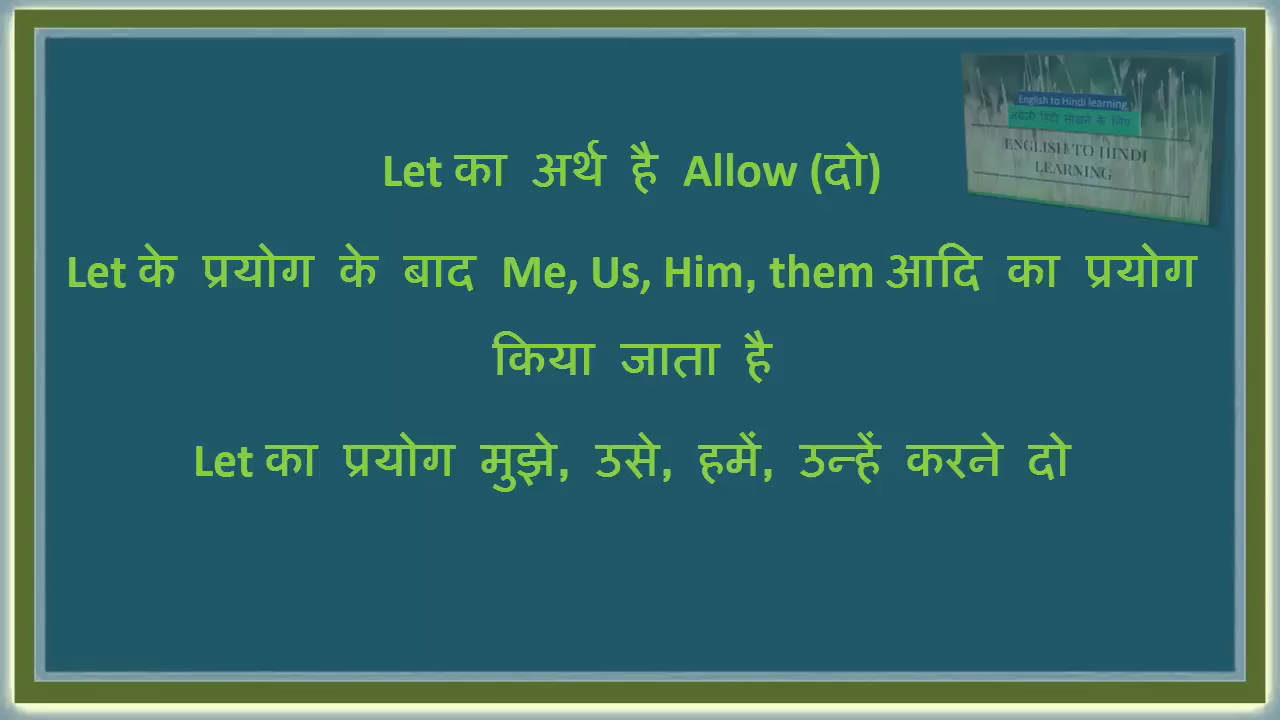 English to Hindi learning
अंग्रेजी हिंदी सीखने के लिए
ENGLISH TO HINDI
LEARNING
Let का अर्थ है Allow (दो)
Let के प्रयोग के बाद Me, Us, Him, them आदि का प्रयोग
किया जाता है
Let का प्रयोग मुझे, उसे, हमें, उन्हें करने दो